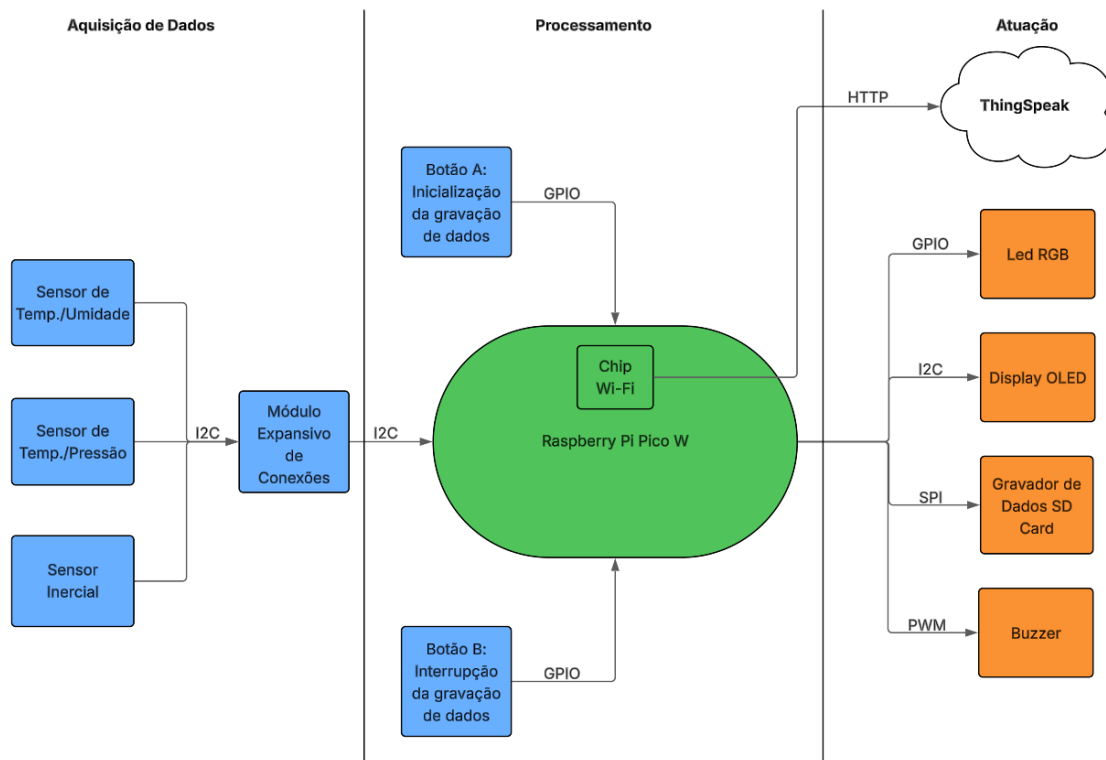 Aquisição de Dados
Processamento
Atuação
HTTP
ThingSpeak
Botão A:
Inicialização
da gravação
de dados
GPIO
GPIO
Led RGB
Sensor de
Temp./Umidade
Chip
Wi-Fi
I2C
Display OLED
Sensor de
Temp./Pressão
I2C
Módulo
Expansivo
de
Conexões
I2C
Raspberry Pi Pico W
SPI
Gravador de
Dados SD
Card
Sensor
Inercial
Botão B:
Interrupção
da gravação
de dados
GPIO
PWM
Buzzer